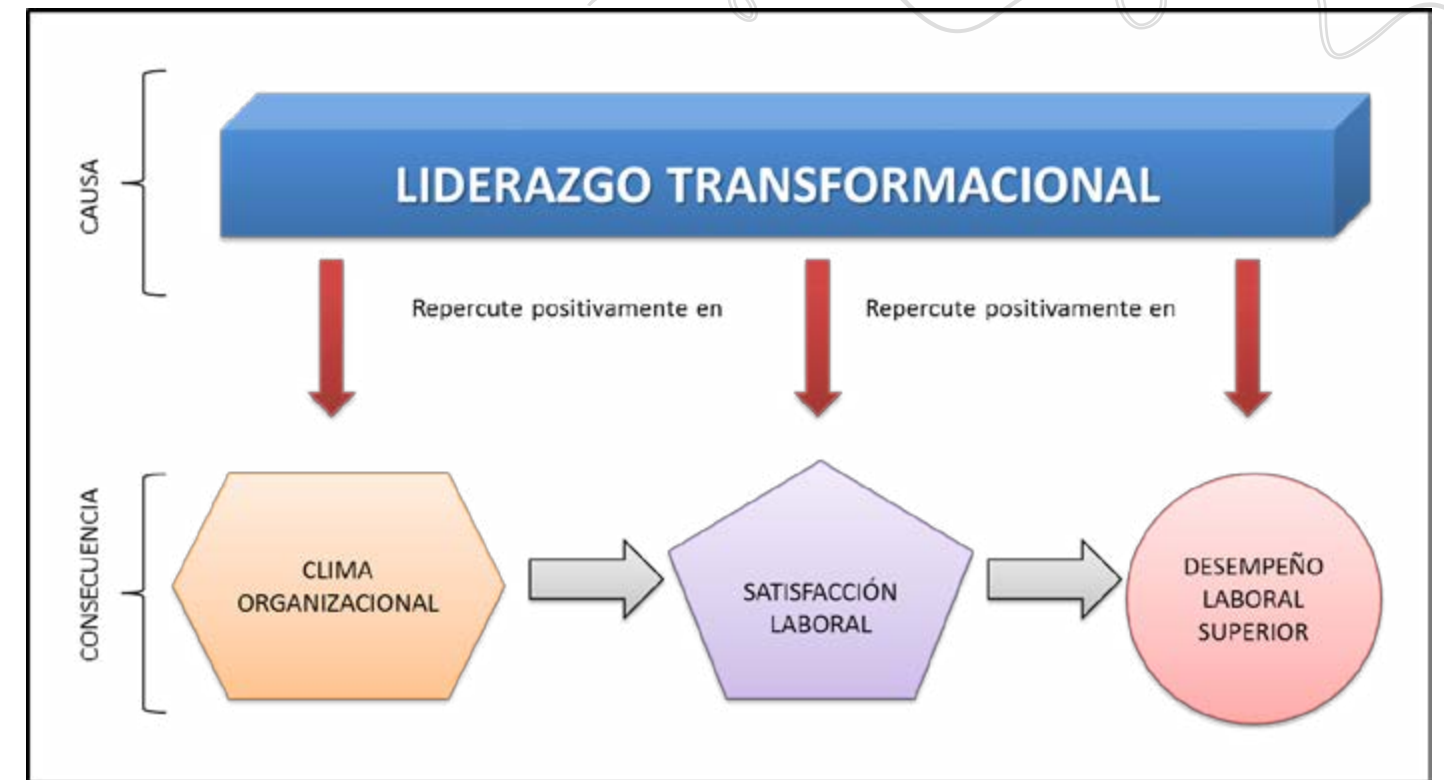 CAUSA
LIDERAZGO TRANSFORMACIONAL
Repercute positivamente en
Repercute positivamente en
CONSECUENCIA
CLIMA
ORGANIZACIONAL
SATISFACCIÓN
LABORAL
DESEMPEÑO
LABORAL
SUPERIOR